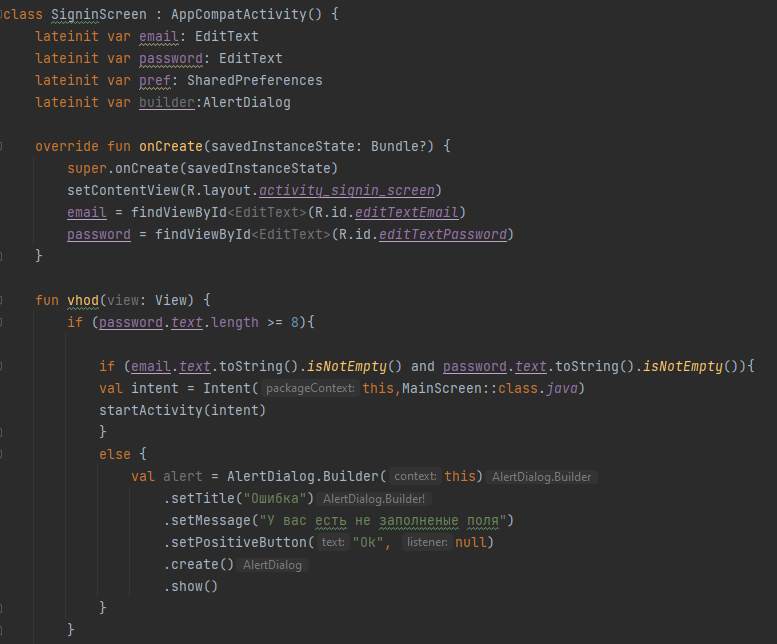 class SigninScreen : AppCompatActivity() {
lateinit var email: EditText
lateinit var password: EditText
lateinit var pref: SharedPreferences
lateinit var builder:AlertDialog
override fun onCreate(savedInstanceState: Bundle?) {
super.onCreate(savedInstanceState)
setContentView(R.layout.activity_signin_screen)
email = findViewById<EditText>(R.id.editTextEmail)
password = findViewById<EditText>(R.id.editTextPassword)
}
fun vhod(view: View) {
if (password.text.length >= 8){
if (email.text.toString().isNotEmpty() and password.text.toString().isNotEmpty()){
val intent = Intent( packageContext: this,MainScreen::class.java)
startActivity(intent)
}
else {
val alert = AlertDialog.Builder( context: this) AlertDialog.Builder
.setTitle("Ошибка") AlertDialog.Builder!
.setMessage("У вас есть не заполненые поля")
.setPositiveButton( text: "Ok", listener: null)
.create() AlertDialog
.show()
}
}